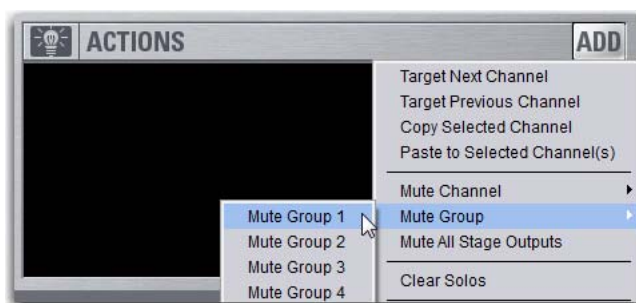 ACTIONS
ADD
Target Next Channel
Target Previous Channel
Copy Selected Channel
Paste to Selected Channel(s)
Mute Channel
Mute Group
Mute All Stage Outputs
Clear Solos
Mute Group 1
Mute Group 2
Mute Group 3
Mute Group 4